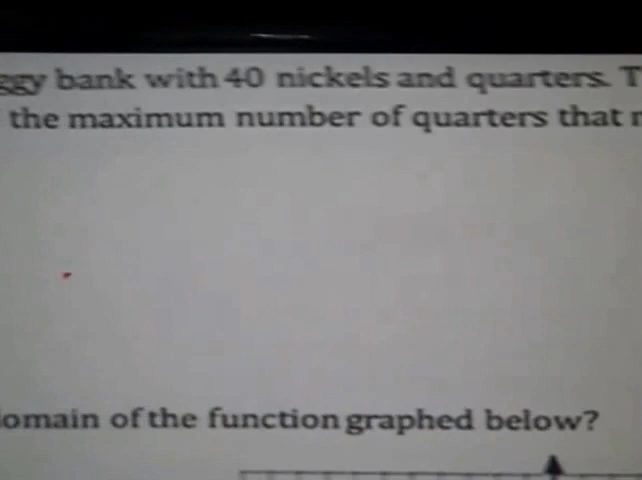 ggy bank with 40 nickels and quarters. T
the maximum number of quarters that
omain of the function graphed below?